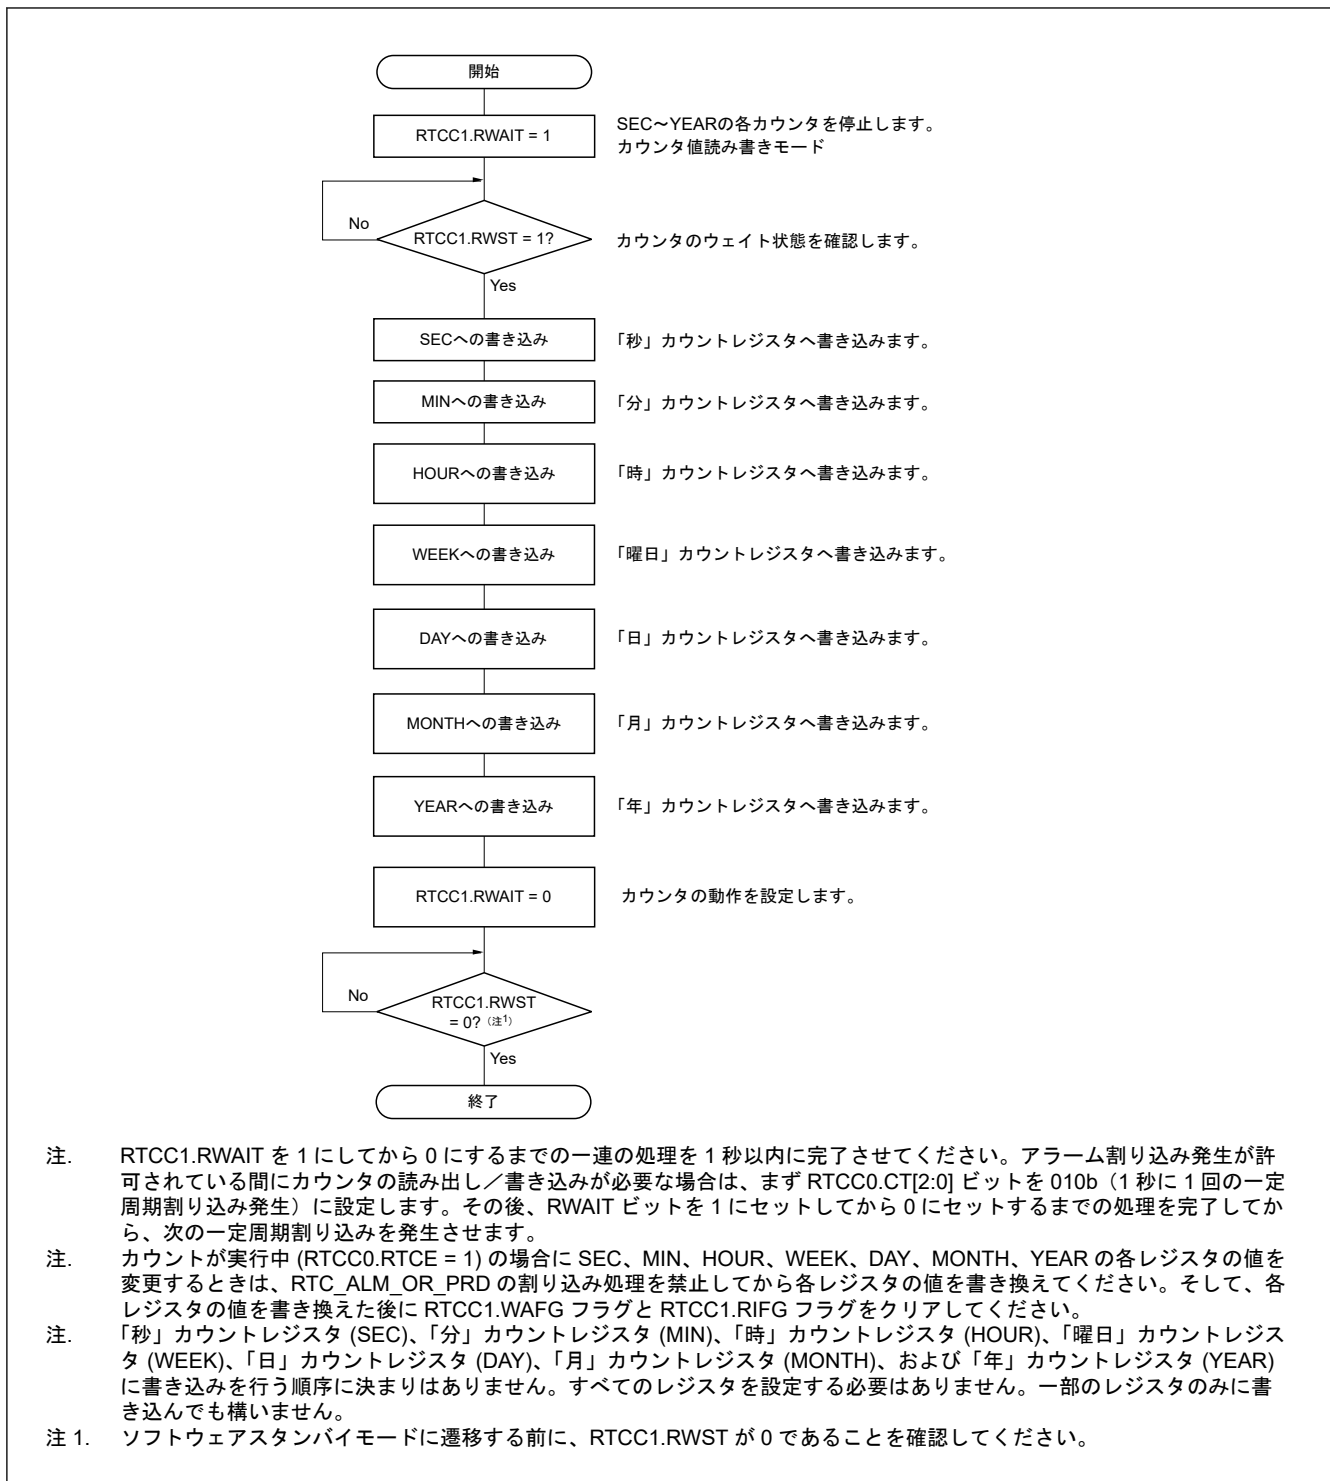 開始
RTCC1.RWAIT = 1
SEC～YEARの各カウンタを停止します。
カウンタ値読み書きモード
No
RTCC1.RWST = 1?
カウンタのウェイト状態を確認します。
Yes
SECへの書き込み
「秒」カウントレジスタへ書き込みます。
MINへの書き込み
「分」カウントレジスタへ書き込みます。
HOURへの書き込み
「時」カウントレジスタへ書き込みます。
WEEKへの書き込み
「曜日」カウントレジスタへ書き込みます。
DAYへの書き込み
「日」カウントレジスタへ書き込みます。
MONTHへの書き込み
「月」カウントレジスタへ書き込みます。
YEARへの書き込み
「年」カウントレジスタへ書き込みます。
RTCC1.RWAIT = 0
カウンタの動作を設定します。
No
RTCC1.RWST
= 0? (注1)
Yes
終了
注. RTCC1.RWAIT を 1 にしてから 0 にするまでの一連の処理を 1 秒以内に完了させてください。アラーム割り込み発生が許
可されている間にカウンタの読み出し／書き込みが必要な場合は、まず RTCC0.CT[2:0] ビットを 010b（1 秒に 1 回の一定
周期割り込み発生）に設定します。その後、RWAIT ビットを 1 にセットしてから 0 にセットするまでの処理を完了してか
ら、次の一定周期割り込みを発生させます。
注. カウントが実行中 (RTCC0.RTCE = 1) の場合に SEC、MIN、HOUR、WEEK、DAY、MONTH、YEAR の各レジスタの値を
変更するときは、RTC_ALM_OR_PRD の割り込み処理を禁止してから各レジスタの値を書き換えてください。そして、各
レジスタの値を書き換えた後に RTCC1.WAFG フラグと RTCC1.RIFG フラグをクリアしてください。
注. 「秒」カウントレジスタ (SEC)、「分」カウントレジスタ (MIN)、「時」カウントレジスタ (HOUR)、「曜日」カウントレジス
タ (WEEK)、「日」カウントレジスタ (DAY)、「月」カウントレジスタ (MONTH)、および「年」カウントレジスタ (YEAR)
に書き込みを行う順序に決まりはありません。すべてのレジスタを設定する必要はありません。一部のレジスタのみに書
き込んでも構いません。
注 1. ソフトウェアスタンバイモードに遷移する前に、RTCC1.RWST が 0 であることを確認してください。